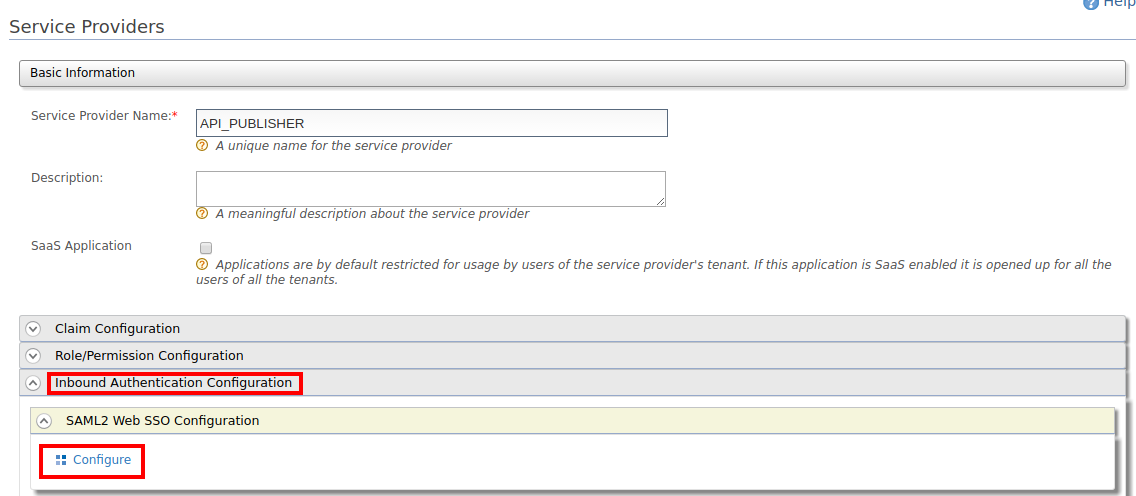 Help
Service Providers
Basic Information
Service Provider Name:*
API_PUBLISHER
? A unique name for the service provider
Description:
? A meaningful description about the service provider
SaaS Application
? Applications are by default restricted for usage by users of the service provider's tenant. If this application is SaaS enabled it is opened up for all the
users of all the tenants.
Claim Configuration
Role/Permission Configuration
Inbound Authentication Configuration
SAML2 Web SSO Configuration
Configure